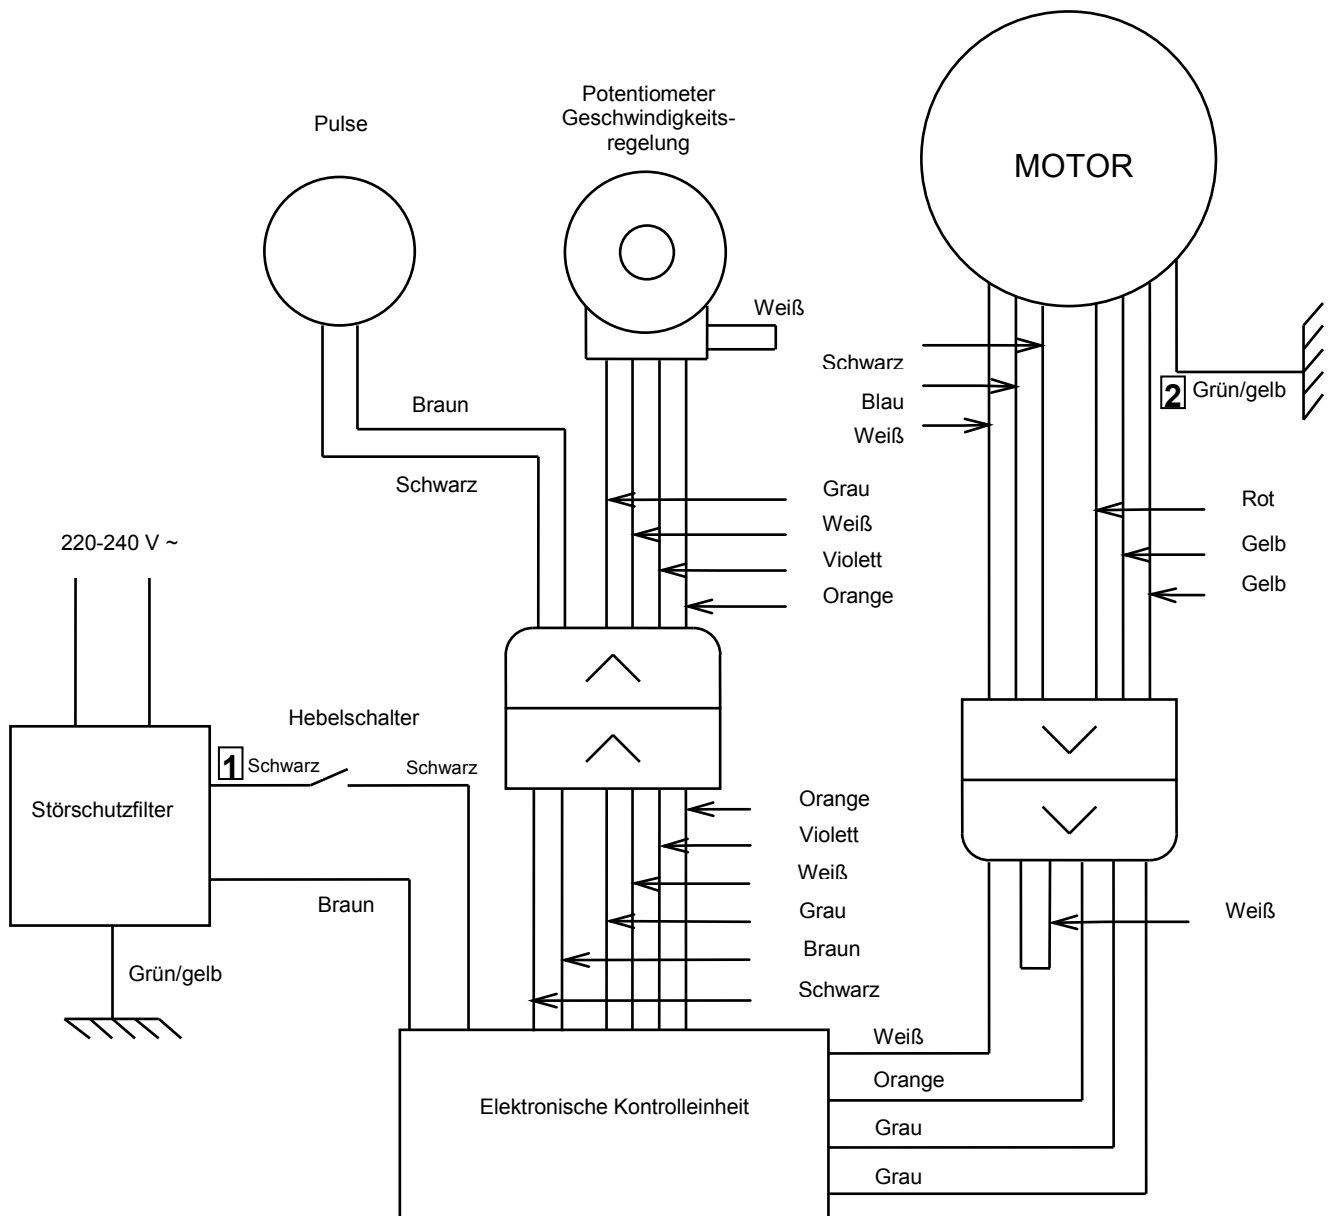 Potentiometer
Geschwindigkeits-
regelung
Pulse
MOTOR
Weiß
Schwarz
Blau
Weiß
2 Grün/gelb
Braun
Schwarz
Grau
Weiß
Violett
Orange
Rot
Gelb
Gelb
220-240 V ~
Hebelschalter
1 Schwarz
Schwarz
Störschutzfilter
Braun
Grün/gelb
Orange
Violett
Weiß
Grau
Braun
Schwarz
Weiß
Weiß
Orange
Grau
Grau
Elektronische Kontrolleinheit